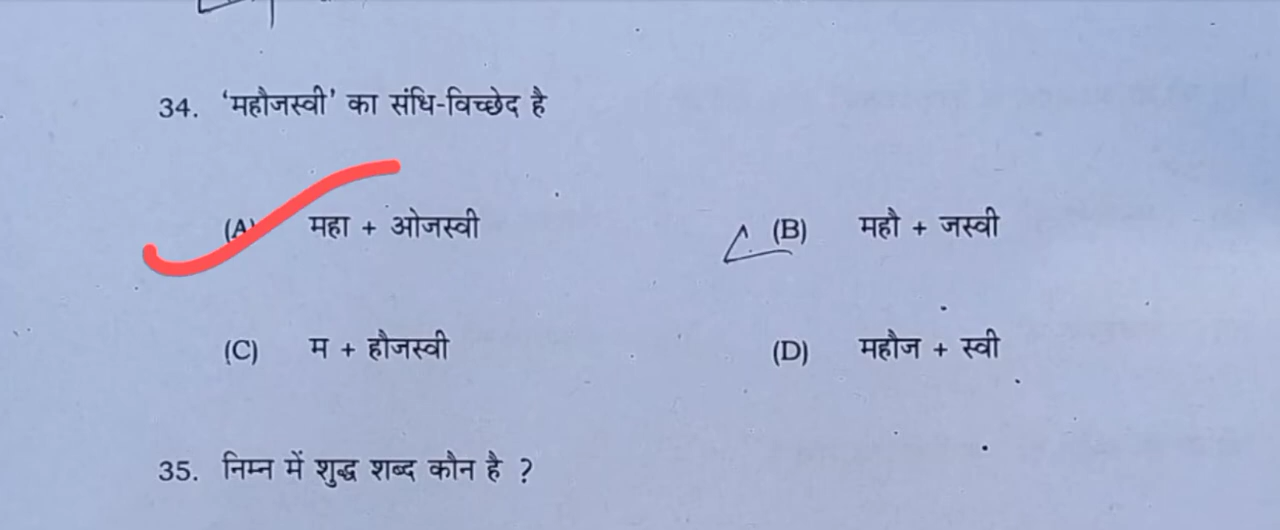 34. 'महौजस्वी' का संधि-विच्छेद है
(A) महा + ओजस्वी (B) महौ + जस्वी
(C) म + हौजस्वी (D) महौज + स्वी
35. निम्न में शुद्ध शब्द कौन है ?